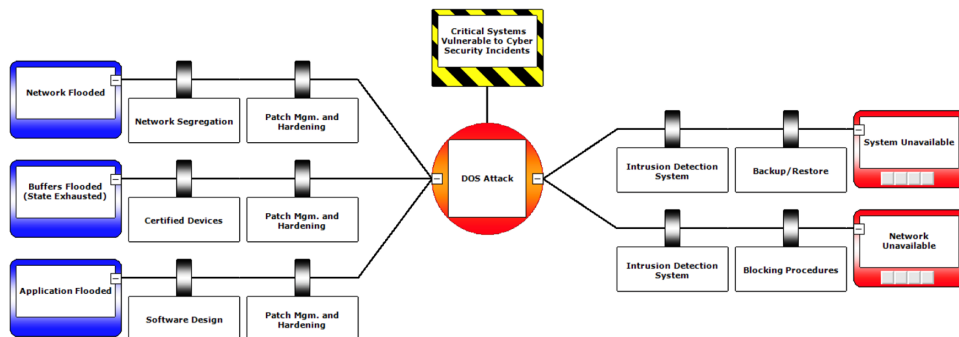 Critical Systems
Vulnerable to Cyber
Security Incidents
Network Flooded
Network Segregation
Patch Mgm. and
Hardening
Buffers Flooded
(State Exhausted)
Certified Devices
Patch Mgm. and
Hardening
Application Flooded
Software Design
Patch Mgm. and
Hardening
DOS Attack
Intrusion Detection
System
Backup/Restore
System Unavailable
Intrusion Detection
System
Blocking Procedures
Network
Unavailable